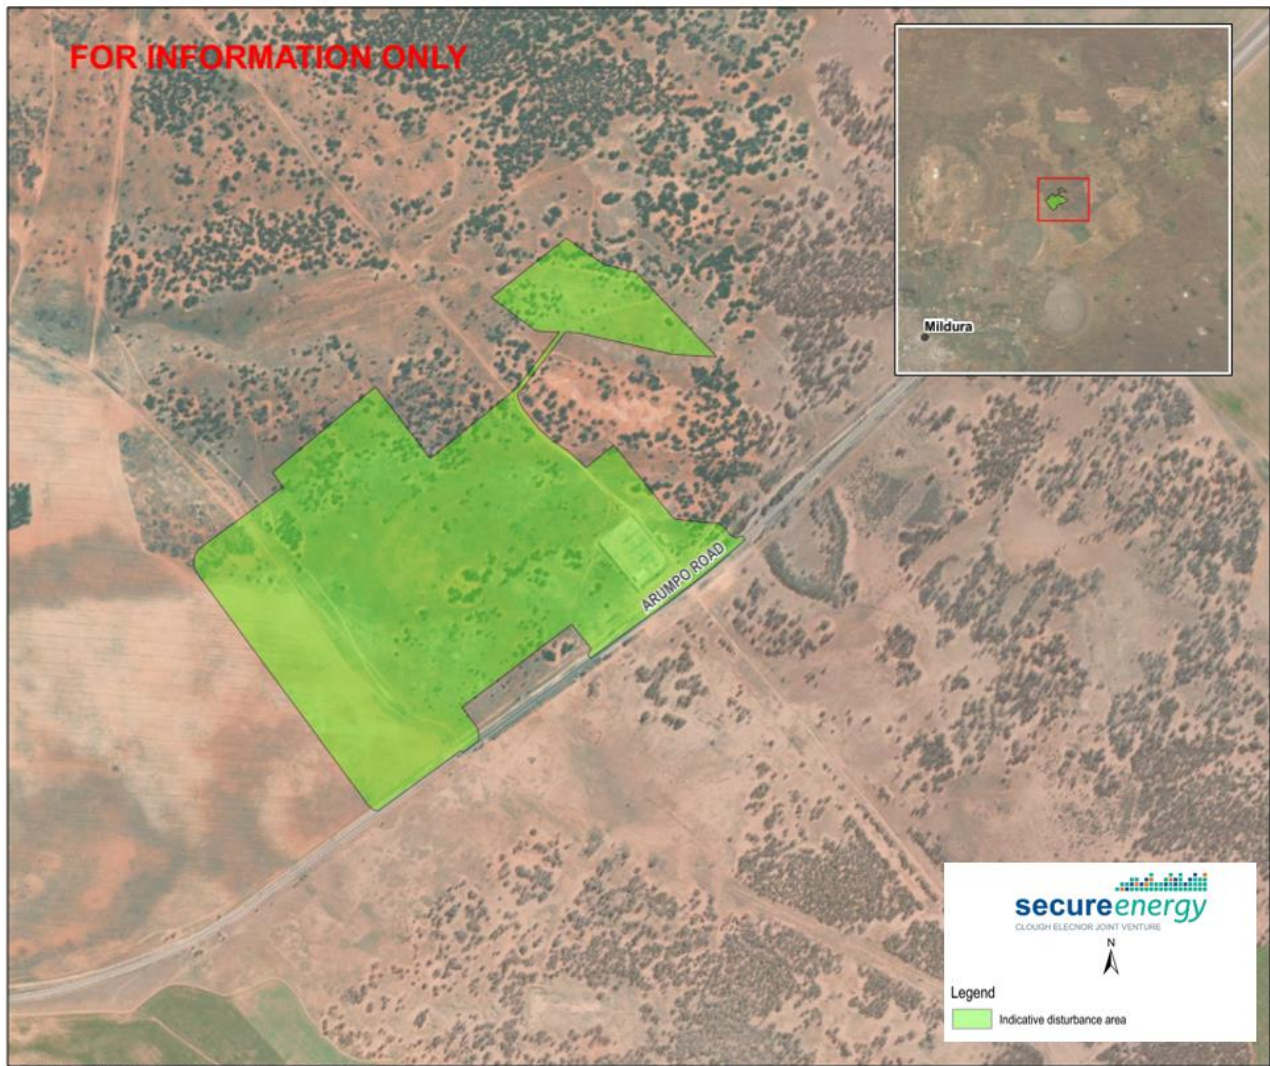 FOR INFORMATION ONLY
Mildura
ARUMPO ROAD
secureenergy
CLOUGH ELECNOR JOINT VENTURE
N
Legend
Indicative disturbance area